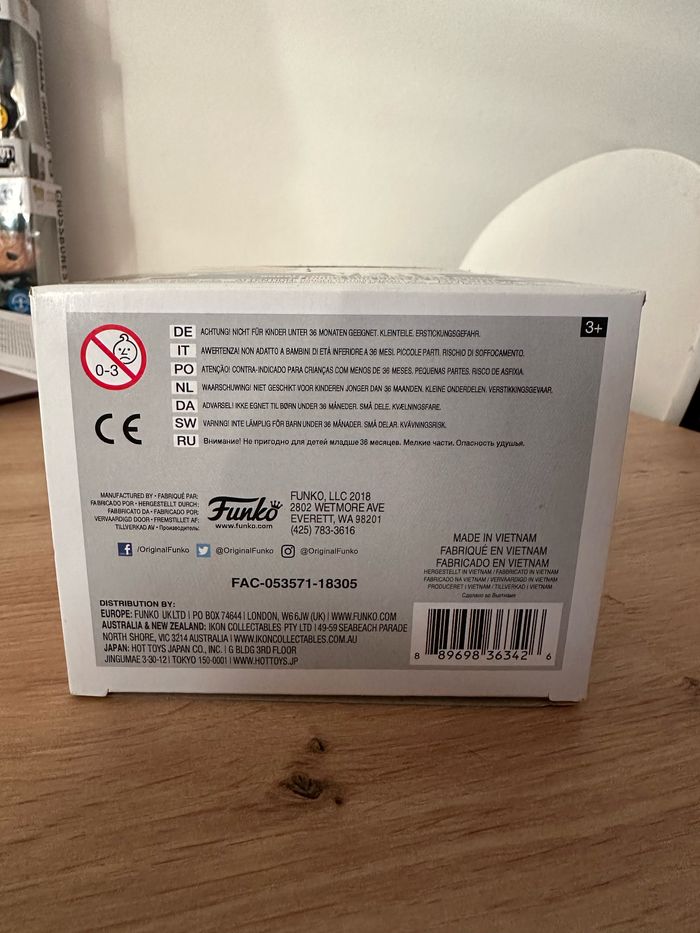 CROSSBONES
3+
0-3
DE ACHTUNG! NICHT FÜR KINDER UNTER 36 MONATEN GEEIGNET. KLEINTEILE. ERSTICKUNGSGEFAHR.
IT AWERTENZA! NON ADATTO A BAMBINI DI ETÀ INFERIORE A 36 MESI. PICCOLE PARTI. RISCHIO DI SOFFOCAMENTO.
PO ATENÇÃO! CONTRA-INDICADO PARA CRIANÇAS COM MENOS DE 36 MESES. PEQUENAS PARTES. RISCO DE ASFIXIA.
NL WAARSCHUWING! NIET GESCHIKT VOOR KINDEREN JONGER DAN 36 MAANDEN. KLEINE ONDERDELEN. VERSTIKKINGSGEVAAR.
DA ADVARSEL! IKKE EGNET TIL BØRN UNDER 36 MÅNEDER. SMÅ DELE. KVÆLNINGSFARE.
SW VARNING! INTE LÄMPLIG FÖR BARN UNDER 36 MÅNADER. SMÅ DELAR. KVÄVNINGSRISK.
RU Внимание! Не пригодно для детей младше 36 месяцев. Мелкие части. Опасность удушья.
CE
MANUFACTURED BY • FABRIQUÉ PAR:
FABRICADO POR • HERGESTELLT DURCH:
FABBRICATO DA • FABRICADO POR:
VERVAARDIGD DOOR • FREMSTILLET AF:
TILLVERKAD AV • Производитель:
Funko
www.funko.com
FUNKO, LLC 2018
2802 WETMORE AVE
EVERETT, WA 98201
(425) 783-3616
/OriginalFunko @OriginalFunko @OriginalFunko
FAC-053571-18305
MADE IN VIETNAM
FABRIQUÉ EN VIETNAM
FABRICADO EN VIETNAM
HERGESTELLT IN VIETNAM / FABBRICATO IN VIETNAM
FABRICADO NA VIETNAM / VERVAARDIGD IN VIETNAM
PRODUCERET I VIETNAM / TILLVERKAD I VIETNAM
Сделано во Вьетнаме
DISTRIBUTION BY:
EUROPE: FUNKO UK LTD | PO BOX 74644 | LONDON, W6 6JW (UK) | WWW.FUNKO.COM
AUSTRALIA & NEW ZEALAND: IKON COLLECTABLES PTY LTD | 49-59 SEABEACH PARADE
NORTH SHORE, VIC 3214 AUSTRALIA | WWW.IKONCOLLECTABLES.COM.AU
JAPAN: HOT TOYS JAPAN CO., INC. | G BLDG 3RD FLOOR
JINGUMAE 3-30-12 | TOKYO 150-0001 | WWW.HOTTOYS.JP
8 89698 36342 6